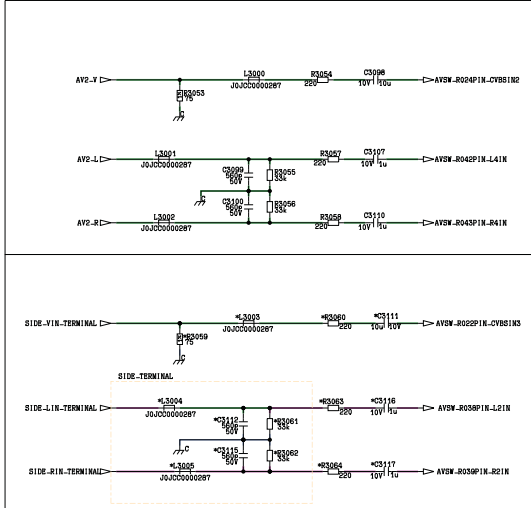 L3000 R3054 C3098
AV2-V AVSW-R024PIN-CVBSIN2
J0JCC0000287 220 10V 10u
R3053
75
L3001 R3057 C3107
AV2-L AVSW-R042PIN-L4IN
J0JCC0000287 220 10V 1u
C3099 R3055
560p 33k
50V
C
C3100 R3056
560p 33k
50V
L3002 R3058 C3110
AV2-R AVSW-R043PIN-R4IN
J0JCC0000287 220 10V 1u
*L3003 *R3060 *C3111
SIDE-VIN-TERMINAL AVSW-R022PIN-CVBSIN3
J0JCC0000287 220 10u 10V
*R3059
75
C
SIDE-TERMINAL
*L3004 *R3063 *C3116
SIDE-LIN-TERMINAL AVSW-R038PIN-L2IN
J0JCC0000287 220 10V 1u
*C3112 *R3061
560p 33k
50V
C
*C3115 *R3062
560p 33k
50V
*L3005 *R3064 *C3117
SIDE-RIN-TERMINAL AVSW-R039PIN-R2IN
J0JCC0000287 220 10V 1u